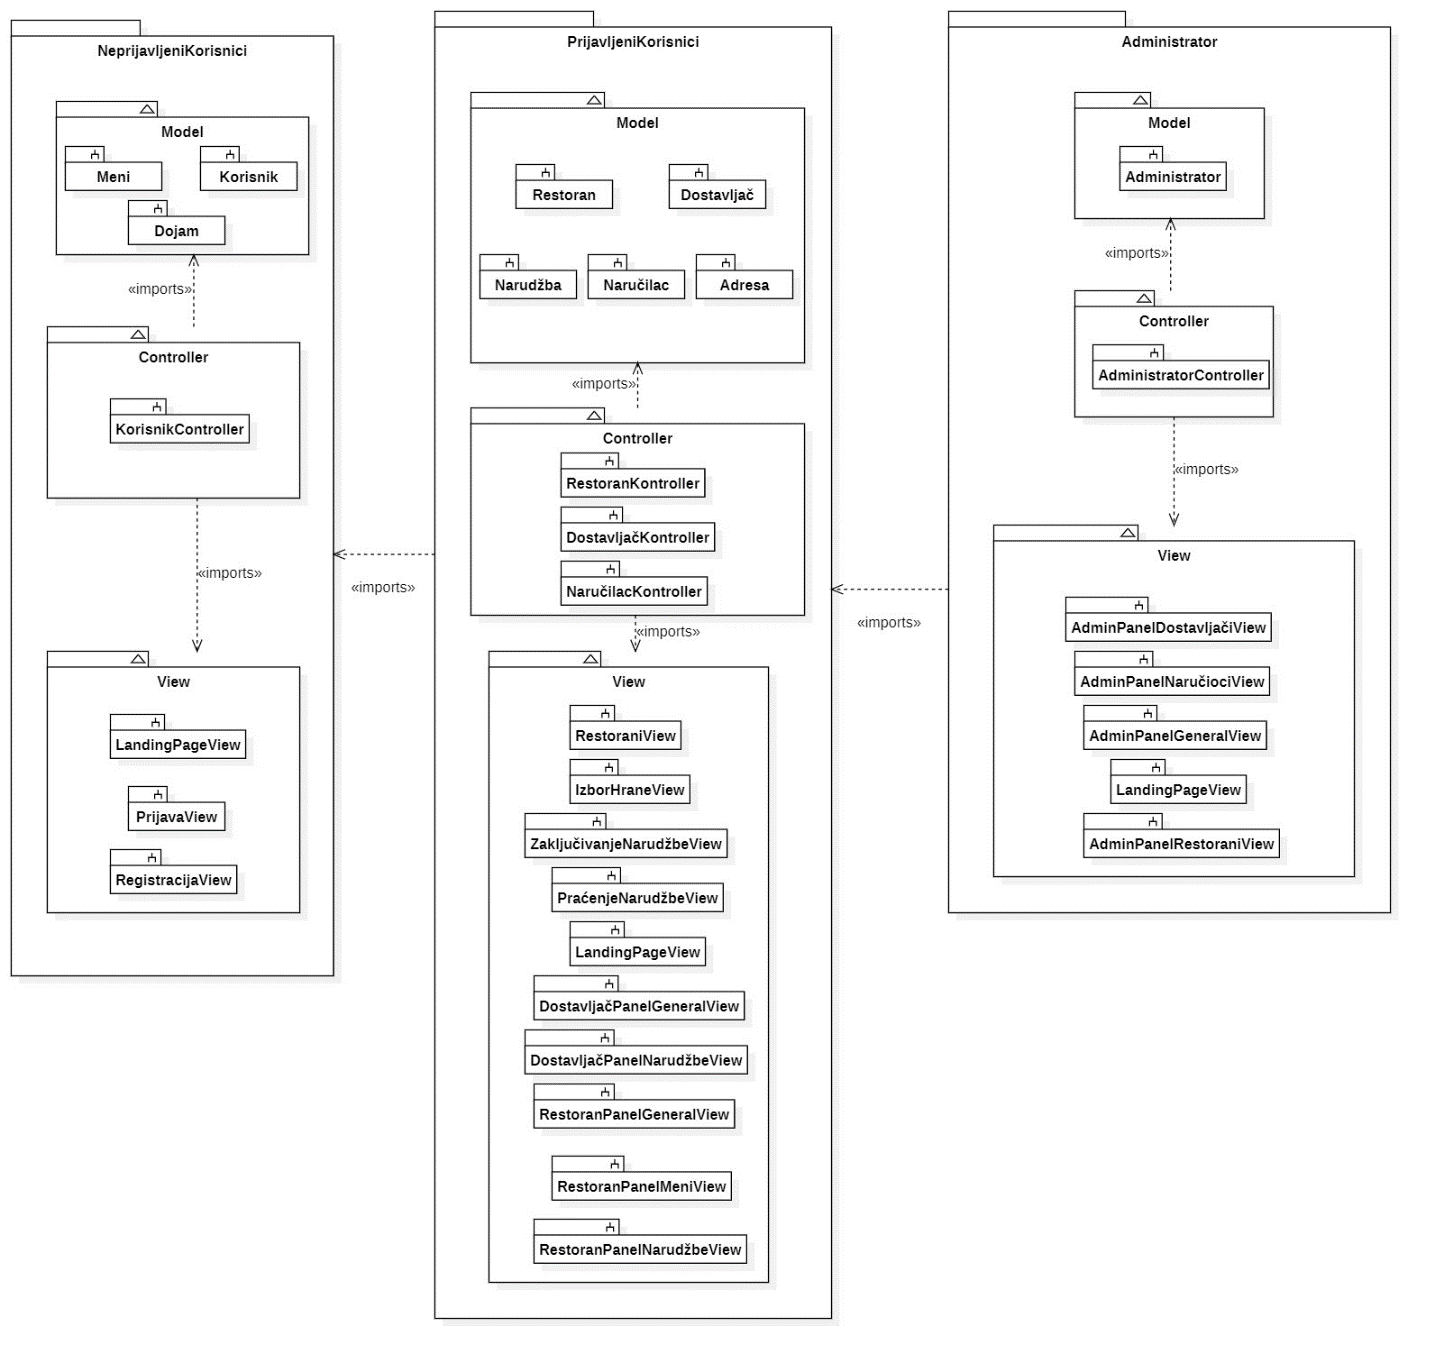 NeprijavljeniKorisnici
Model
Meni
Korisnik
Dojam
«imports»
Controller
KorisnikController
«imports»
View
LandingPageView
PrijavaView
RegistracijaView
«imports»
PrijavljeniKorisnici
Model
Restoran
Dostavljač
Narudžba
Naručilac
Adresa
«imports»
Controller
RestoranKontroller
DostavljačKontroller
NaručilacKontroller
«imports»
View
RestoraniView
IzborHraneView
ZaključivanjeNarudžbeView
PraćenjeNarudžbeView
LandingPageView
DostavljačPanelGeneralView
DostavljačPanelNarudžbeView
RestoranPanelGeneralView
RestoranPanelMeniView
RestoranPanelNarudžbeView
«imports»
Administrator
Model
Administrator
«imports»
Controller
AdministratorController
«imports»
View
AdminPanelDostavljačiView
AdminPanelNaručiociView
AdminPanelGeneralView
LandingPageView
AdminPanelRestoraniView